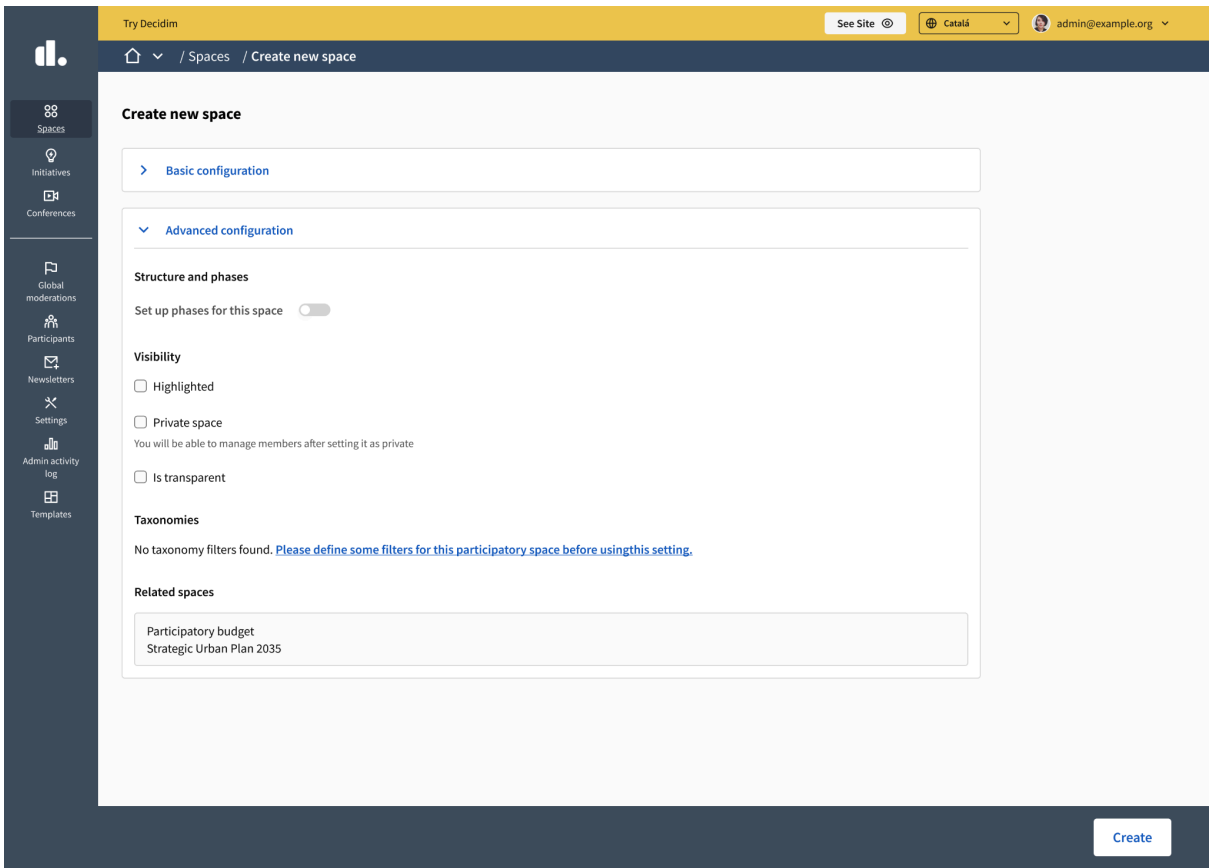 Try Decidim
See Site
Catalá
admin@example.org
d.
/ Spaces / Create new space
Spaces
Initiatives
Conferences
Global
moderations
Participants
Newsletters
Settings
Admin activity
log
Templates
Create new space
Basic configuration
Advanced configuration
Structure and phases
Set up phases for this space
Visibility
Highlighted
Private space
You will be able to manage members after setting it as private
Is transparent
Taxonomies
No taxonomy filters found. Please define some filters for this participatory space before usingthis setting.
Related spaces
Participatory budget
Strategic Urban Plan 2035
Create